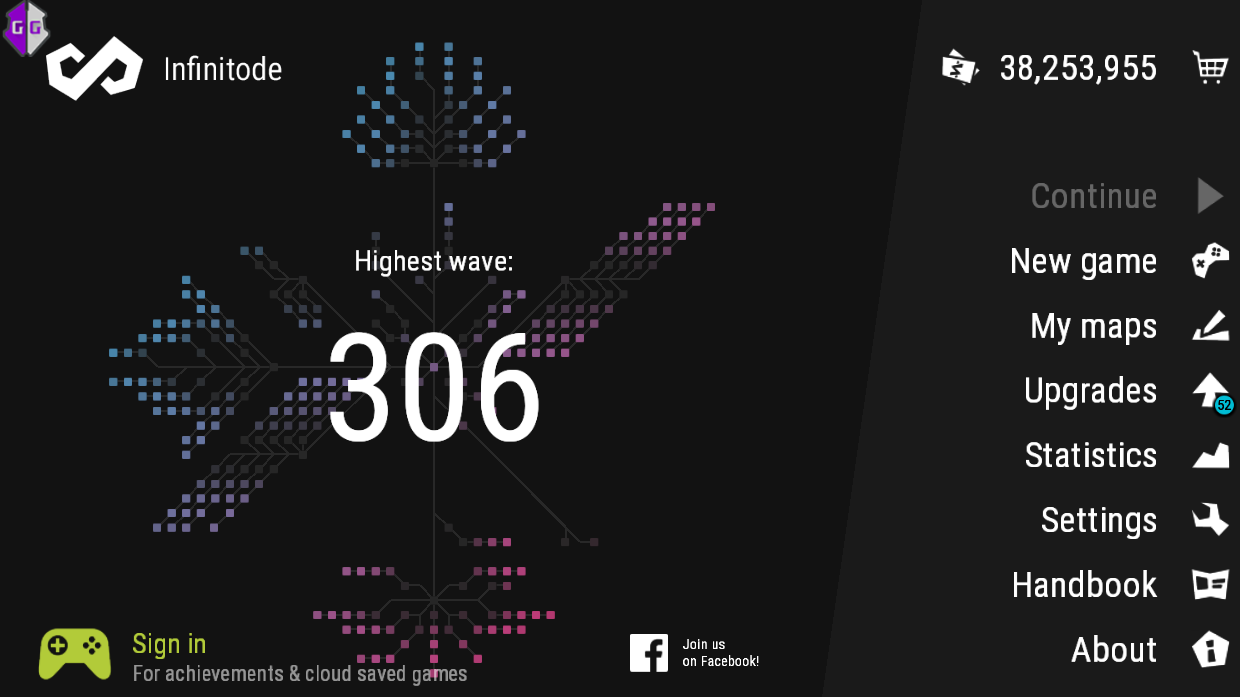 GG
Infinitode
38,253,955
Continue
New game
Highest wave:
306
My maps
Upgrades
52
Statistics
Settings
Handbook
About
Sign in
For achievements & cloud saved games
Join us
on Facebook!